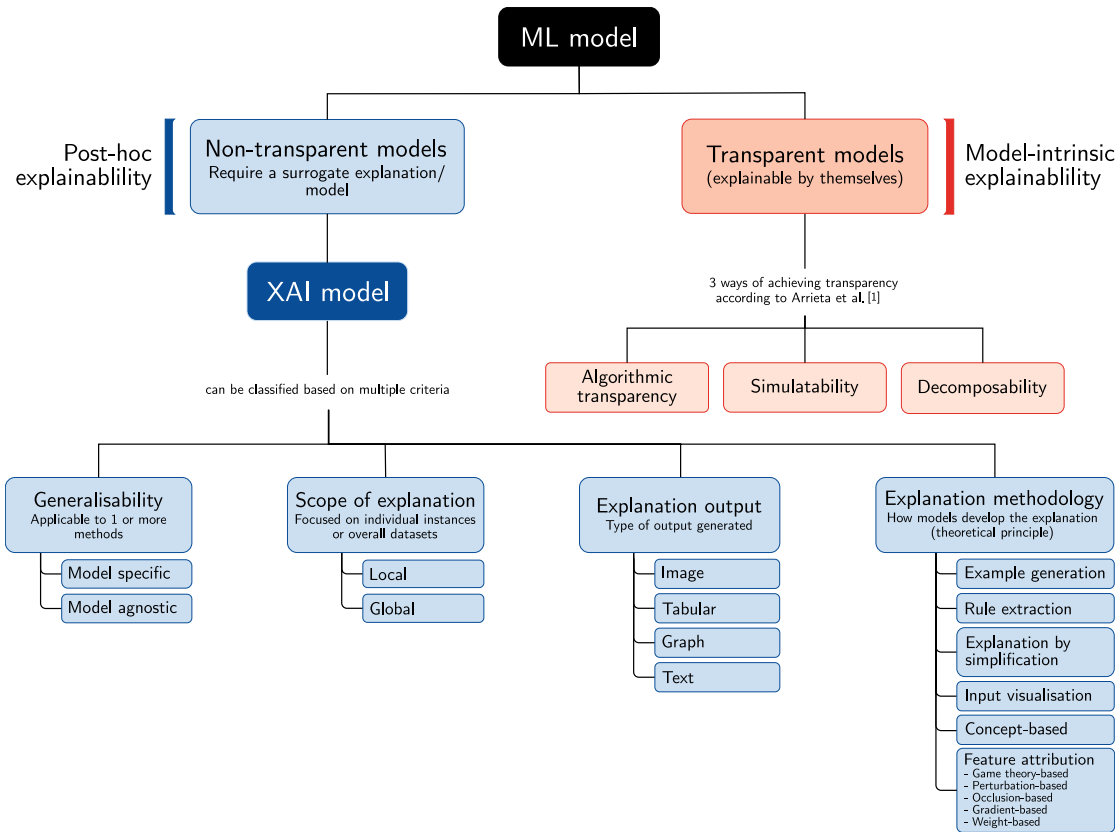 ML model
Post-hoc
explainablility
Non-transparent models
Require a surrogate explanation/
model
Transparent models
(explainable by themselves)
Model-intrinsic
explainablility
XAI model
3 ways of achieving transparency
according to Arrieta et al. [1]
Algorithmic
transparency
Simulatability
Decomposability
can be classified based on multiple criteria
Generalisability
Applicable to 1 or more
methods
Model specific
Model agnostic
Scope of explanation
Focused on individual instances
or overall datasets
Local
Global
Explanation output
Type of output generated
Image
Tabular
Graph
Text
Explanation methodology
How models develop the explanation
(theoretical principle)
Example generation
Rule extraction
Explanation by
simplification
Input visualisation
Concept-based
Feature attribution
- Game theory-based
- Perturbation-based
- Occlusion-based
- Gradient-based
- Weight-based